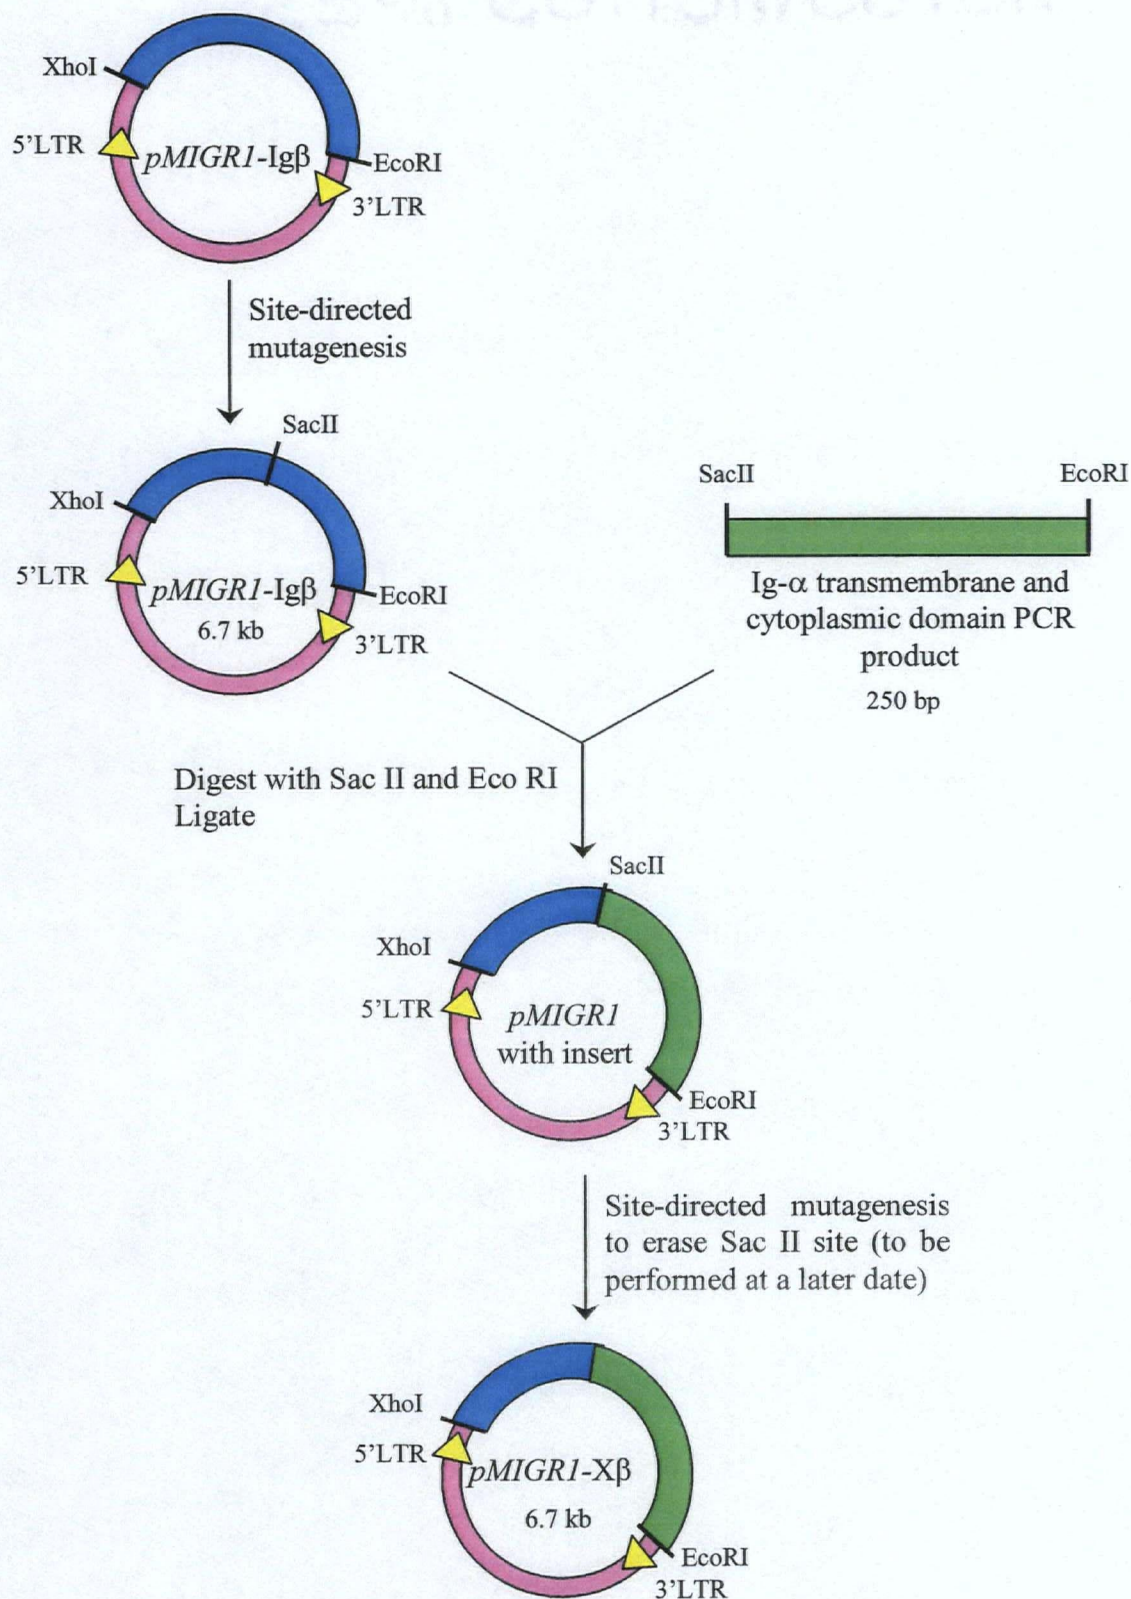 XhoI
5'LTR
pMIGR1-Igβ
EcoRI
3'LTR
Site-directed
mutagenesis
SacII
XhoI
5'LTR
pMIGR1-Igβ
6.7 kb
EcoRI
3'LTR
SacII
EcoRI
Ig-α transmembrane and
cytoplasmic domain PCR
product
250 bp
Digest with Sac II and Eco RI
Ligate
SacII
XhoI
5'LTR
pMIGR1
with insert
EcoRI
3'LTR
Site-directed mutagenesis
to erase Sac II site (to be
performed at a later date)
XhoI
5'LTR
pMIGR1-Xβ
6.7 kb
EcoRI
3'LTR